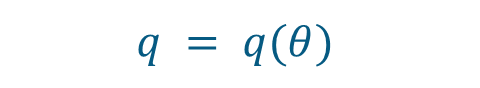 q = q(θ)